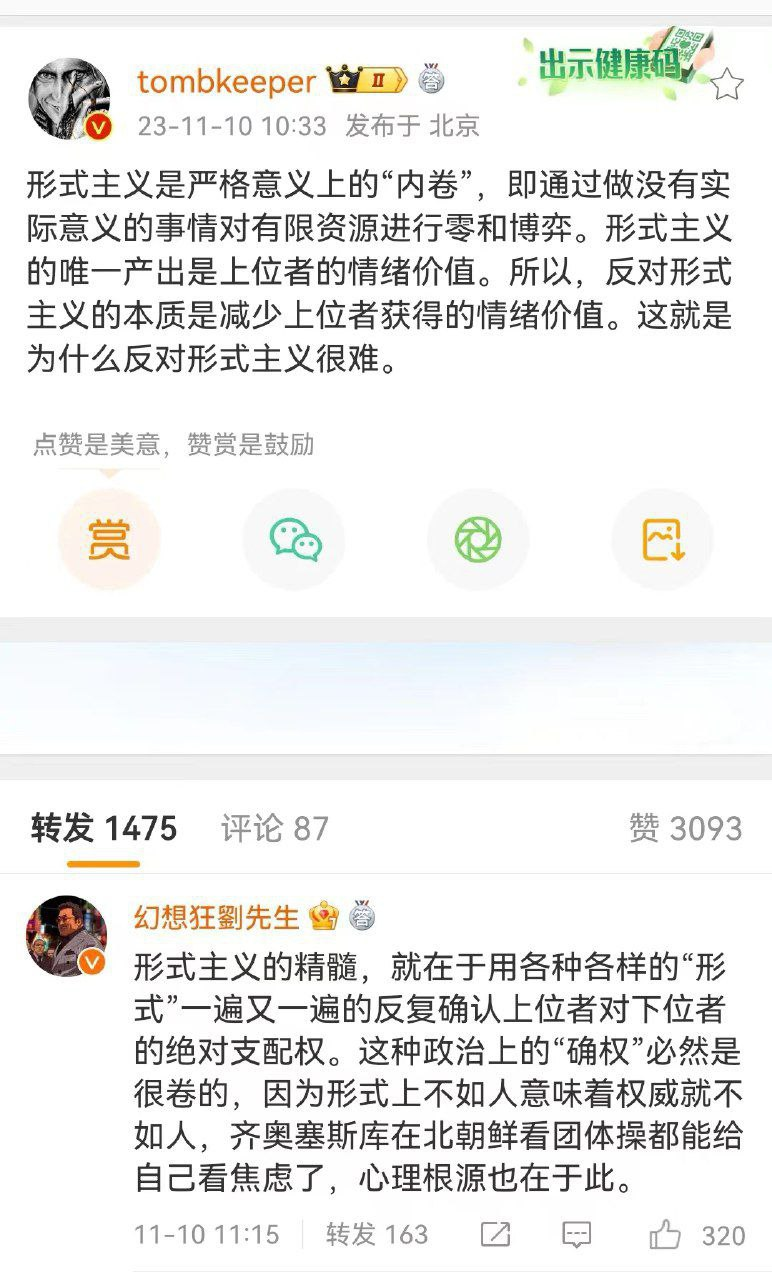 出示健康码
tombkeeper II
23-11-10 10:33 发布于 北京
形式主义是严格意义上的“内卷”，即通过做没有实
际意义的事情对有限资源进行零和博弈。形式主义
的唯一产出是上位者的情绪价值。所以，反对形式
主义的本质是减少上位者获得的情绪价值。这就是
为什么反对形式主义很难。
点赞是美意，赞赏是鼓励
赏
转发 1475 评论 87 赞 3093
幻想狂劉先生 答
形式主义的精髓，就在于用各种各样的“形
式”一遍又一遍的反复确认上位者对下位者
的绝对支配权。这种政治上的“确权”必然是
很卷的，因为形式上不如人意味着权威就不
如人，齐奥塞斯库在北朝鲜看团体操都能给
自己看焦虑了，心理根源也在于此。
11-10 11:15 转发 163 320